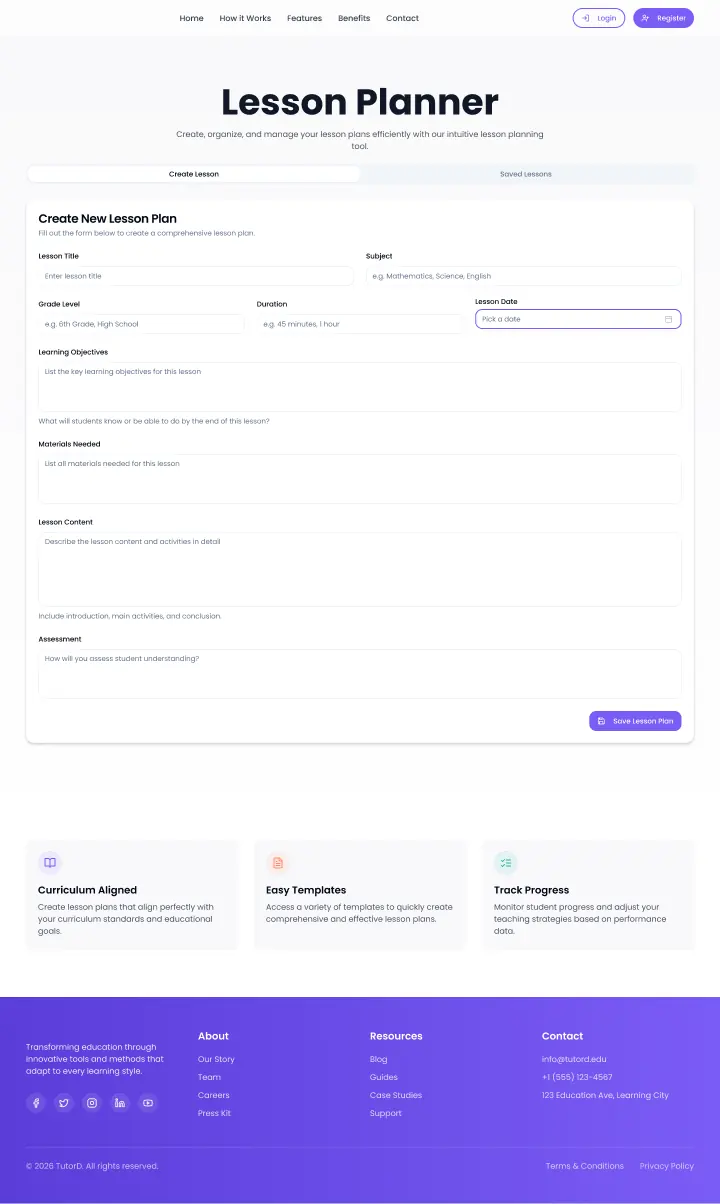 Home How it Works Features Benefits Contact Login Register
Lesson Planner
Create, organize, and manage your lesson plans efficiently with our intuitive lesson planning
tool.
Create Lesson Saved Lessons
Create New Lesson Plan
Fill out the form below to create a comprehensive lesson plan.
Lesson Title Subject
Enter lesson title e.g. Mathematics, Science, English
Grade Level Duration Lesson Date
e.g. 6th Grade, High School e.g. 45 minutes, 1 hour Pick a date
Learning Objectives
List the key learning objectives for this lesson
What will students know or be able to do by the end of this lesson?
Materials Needed
List all materials needed for this lesson
Lesson Content
Describe the lesson content and activities in detail
Include introduction, main activities, and conclusion.
Assessment
How will you assess student understanding?
Save Lesson Plan
Curriculum Aligned
Create lesson plans that align perfectly with
your curriculum standards and educational
goals.
Easy Templates
Access a variety of templates to quickly create
comprehensive and effective lesson plans.
Track Progress
Monitor student progress and adjust your
teaching strategies based on performance
data.
Transforming education through
innovative tools and methods that
adapt to every learning style.
About
Our Story
Team
Careers
Press Kit
Resources
Blog
Guides
Case Studies
Support
Contact
info@tutord.edu
+1 (555) 123-4567
123 Education Ave, Learning City
© 2026 TutorD. All rights reserved.
Terms & Conditions Privacy Policy